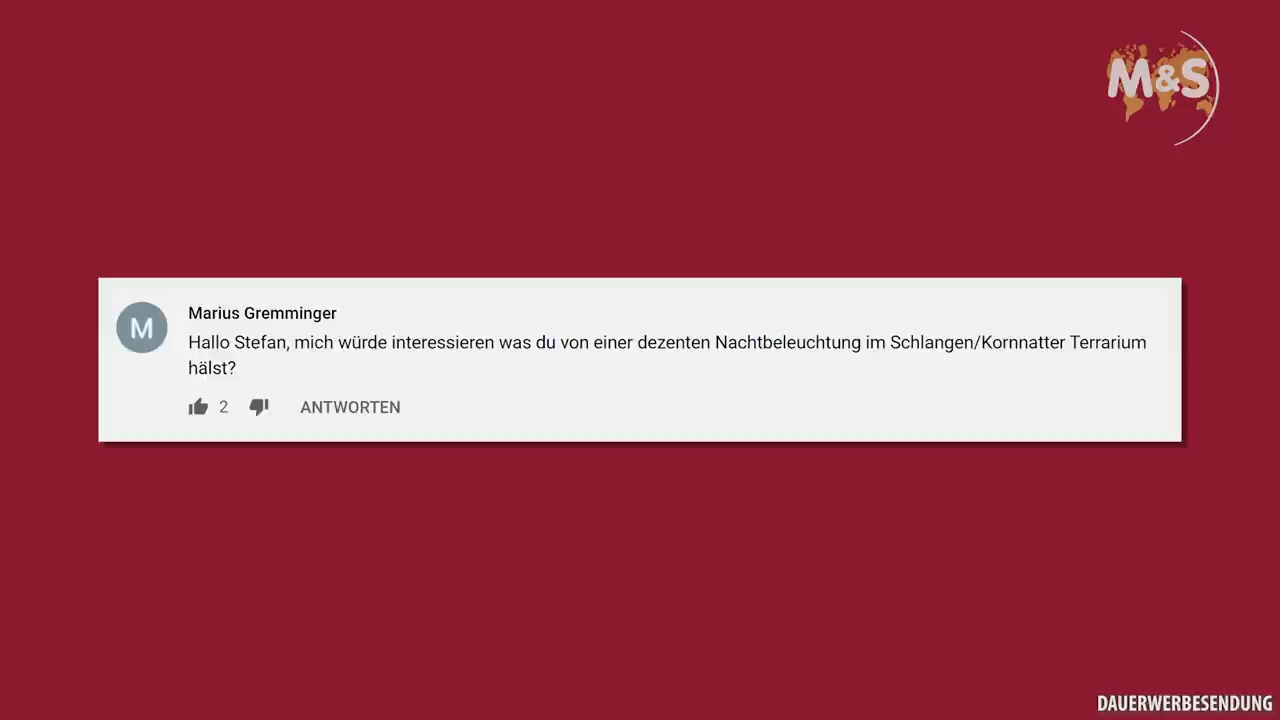 M&S
Marius Gremminger
M
Hallo Stefan, mich würde interessieren was du von einer dezenten Nachtbeleuchtung im Schlangen/Kornnatter Terrarium
hälst?
2
ANTWORTEN
DAUERWERBESENDUNG